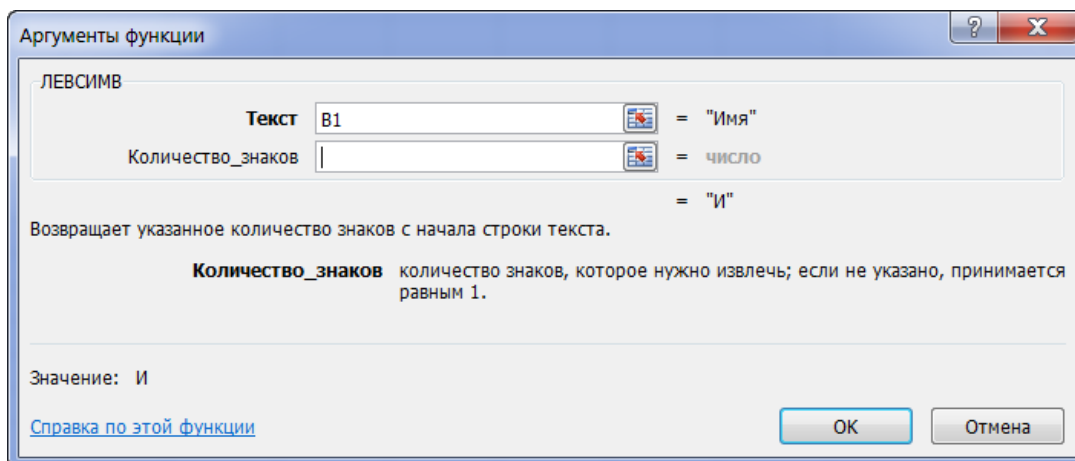 Аргументы функции
ЛЕВСИМВ
Текст B1 = "Имя"
Количество_знаков = число
= "И"
Возвращает указанное количество знаков с начала строки текста.
Количество_знаков количество знаков, которое нужно извлечь; если не указано, принимается
равным 1.
Значение: И
Справка по этой функции ОК Отмена